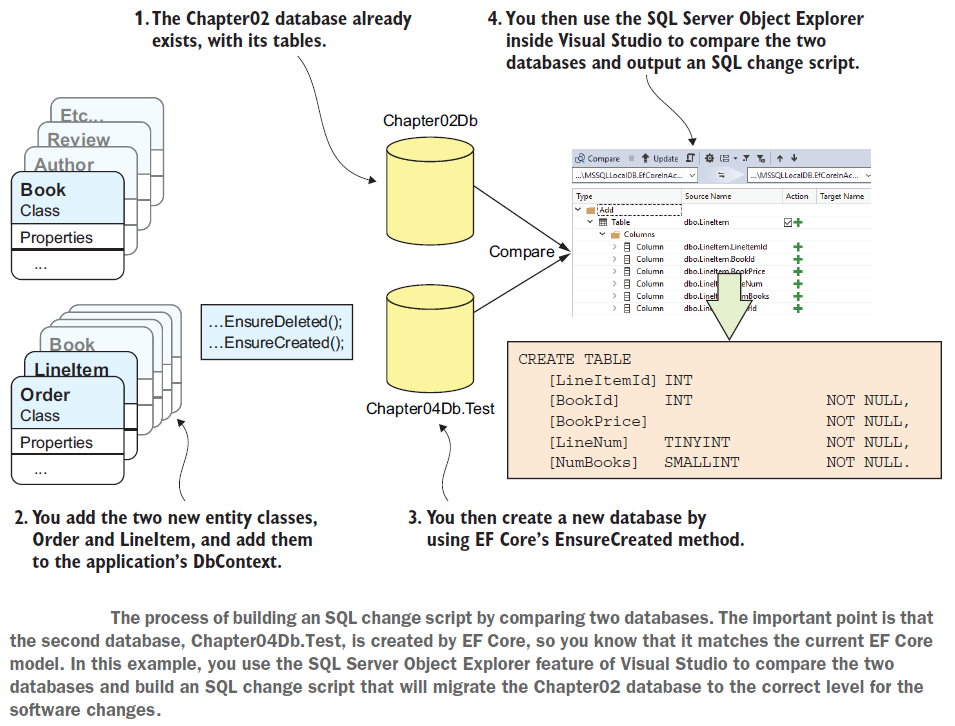 1. The Chapter02 database already
exists, with its tables.
4. You then use the SQL Server Object Explorer
inside Visual Studio to compare the two
databases and output an SQL change script.
Etc...
Review
Author
Book
Class
Properties
...
Chapter02Db
Compare
Compare Update
...\MSSQLLocalDB.EfCoreInAc... ...\MSSQLLocalDB.EfCoreInAc...
Type Source Name Action Target Name
Add
Table dbo.LineItem
Columns
Column dbo.LineItem.LineItemId
Column dbo.LineItem.BookId
Column dbo.LineItem.BookPrice
Column
Column
Column
Book
LineItem
Order
Class
Properties
...
...EnsureDeleted();
...EnsureCreated();
Chapter04Db.Test
CREATE TABLE
[LineItemId] INT
[BookId] INT NOT NULL,
[BookPrice] NOT NULL,
[LineNum] TINYINT NOT NULL,
[NumBooks] SMALLINT NOT NULL.
2. You add the two new entity classes,
Order and LineItem, and add them
to the application's DbContext.
3. You then create a new database by
using EF Core's EnsureCreated method.
The process of building an SQL change script by comparing two databases. The important point is that
the second database, Chapter04Db.Test, is created by EF Core, so you know that it matches the current EF Core
model. In this example, you use the SQL Server Object Explorer feature of Visual Studio to compare the two
databases and build an SQL change script that will migrate the Chapter02 database to the correct level for the
software changes.